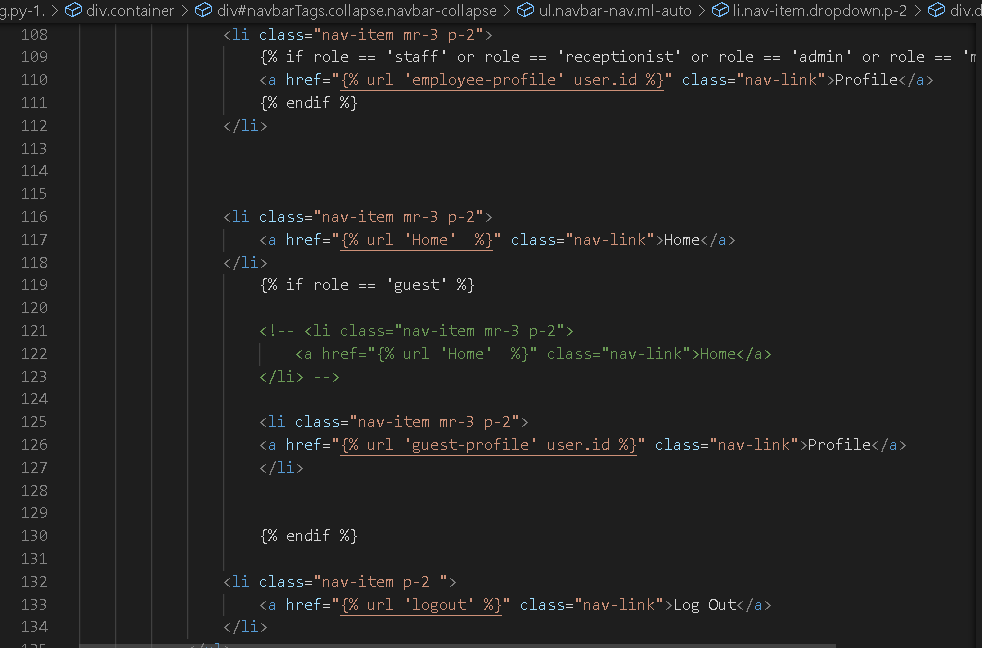 g.py-1. > div.container > div#navbarTags.collapse.navbar-collapse > ul.navbar-nav.ml-auto > li.nav-item.dropdown.p-2 > div.d
108 <li class="nav-item mr-3 p-2">
109 {% if role == 'staff' or role == 'receptionist' or role == 'admin' or role == 'm
110 <a href="{% url 'employee-profile' user.id %}" class="nav-link">Profile</a>
111 {% endif %}
112 </li>
113
114
115
116 <li class="nav-item mr-3 p-2">
117 <a href="{% url 'Home'  %}" class="nav-link">Home</a>
118 </li>
119 {% if role == 'guest' %}
120
121 <!-- <li class="nav-item mr-3 p-2">
122 <a href="{% url 'Home'  %}" class="nav-link">Home</a>
123 </li> -->
124
125 <li class="nav-item mr-3 p-2">
126 <a href="{% url 'guest-profile' user.id %}" class="nav-link">Profile</a>
127 </li>
128
129
130 {% endif %}
131
132 <li class="nav-item p-2 ">
133 <a href="{% url 'logout' %}" class="nav-link">Log Out</a>
134 </li>
135 </ul>